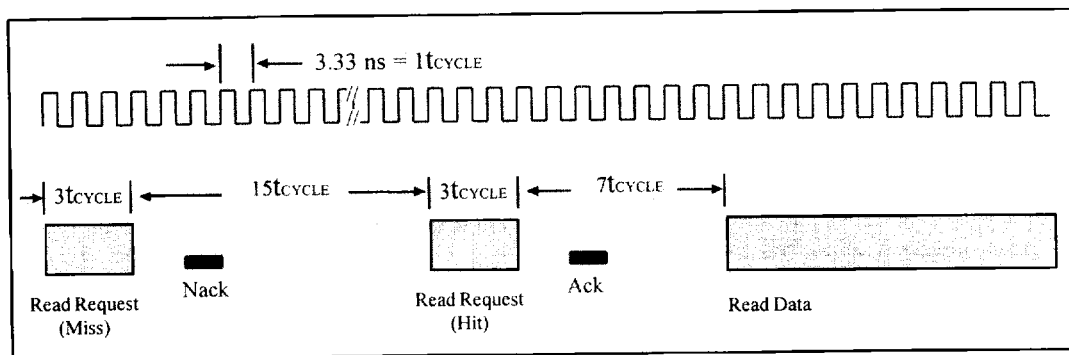 3.33 ns = 1tCYCLE
3tCYCLE
15tCYCLE
3tCYCLE
7tCYCLE
Nack
Ack
Read Request
(Miss)
Read Request
(Hit)
Read Data